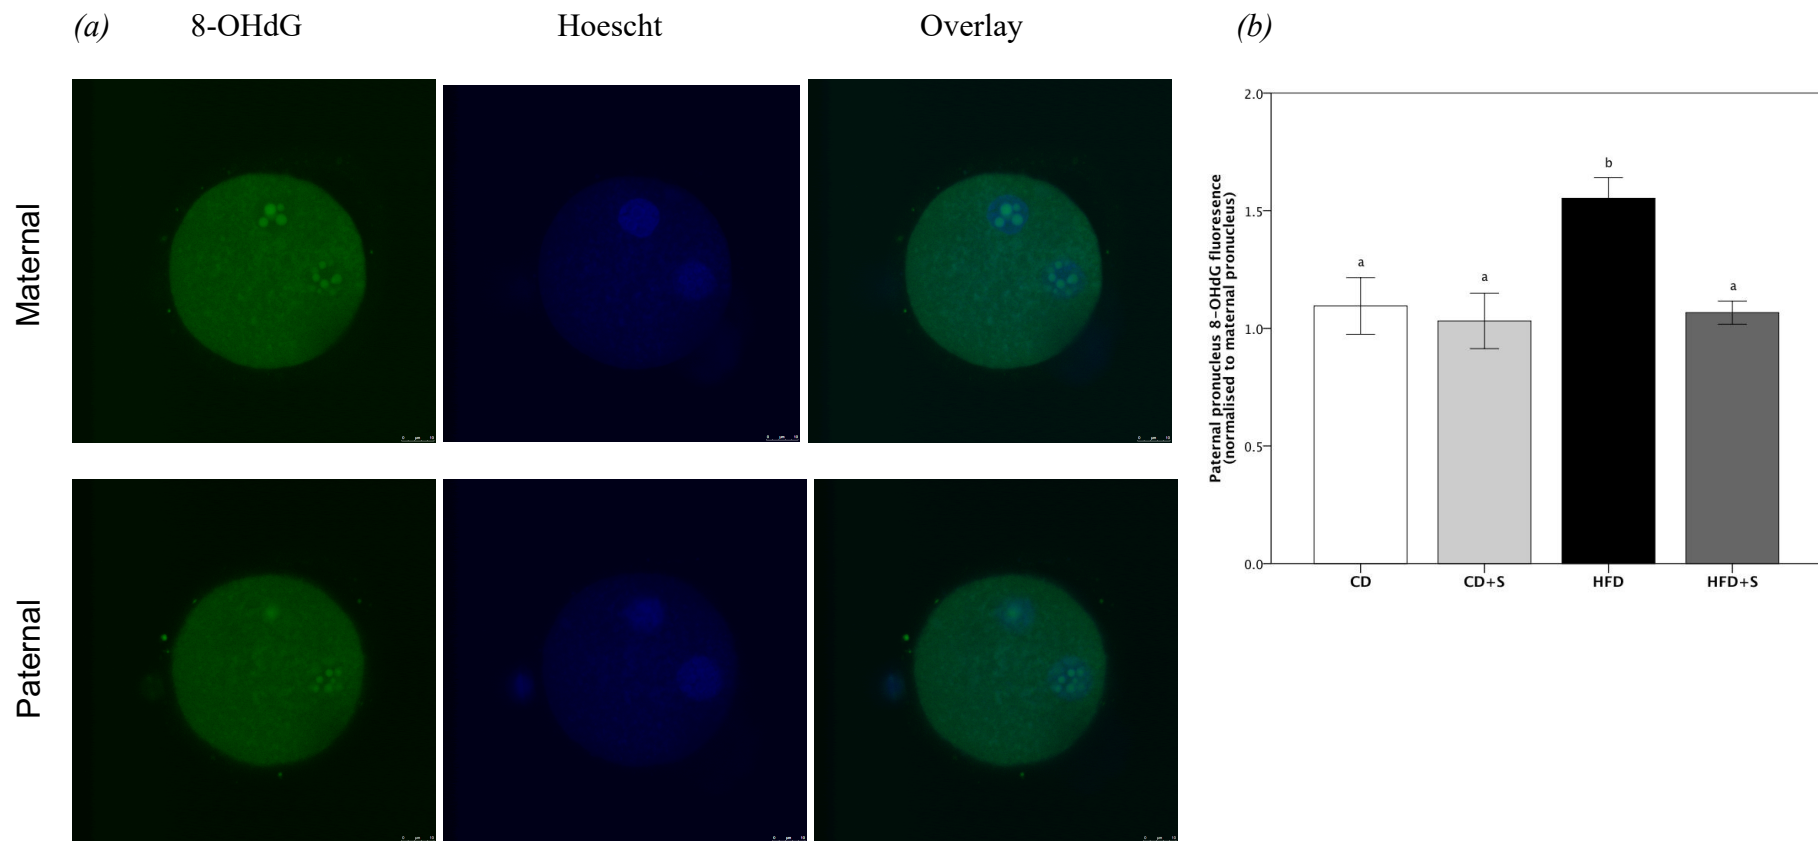 (a) 8-OHdG Hoescht Overlay (b)
Maternal
Paternal
Paternal pronucleus 8-OHdG fluoresence
(normalised to maternal pronucleus)
2.0
1.5
1.0
0.5
0.0
a
a
b
a
CD CD+S HFD HFD+S